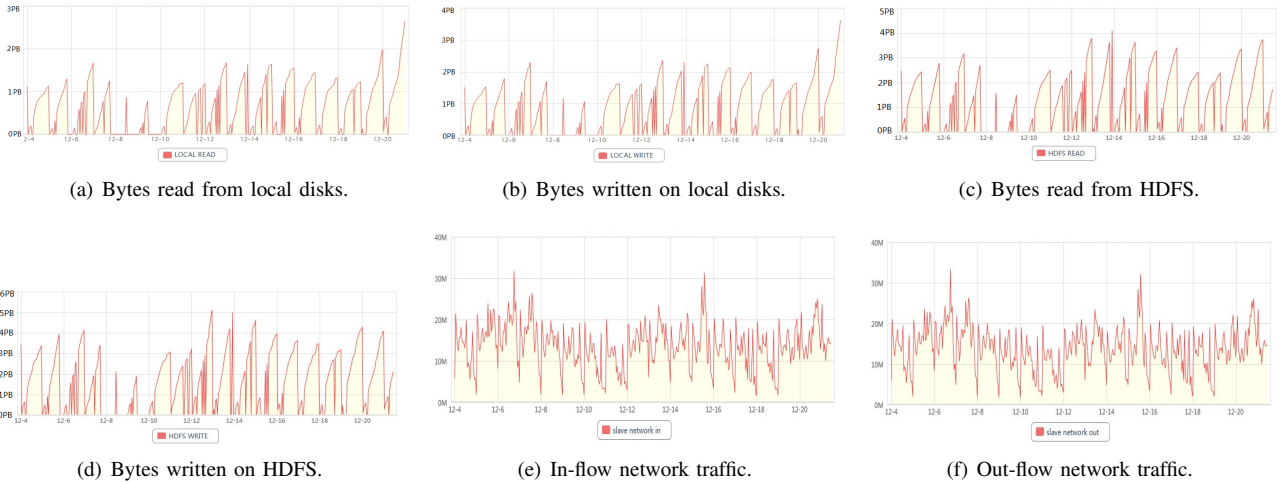 3PB
2PB
1PB
0PB
2-4 12-6 12-8 12-10 12-12 12-14 12-16 12-18 12-20
LOCAL READ
(a) Bytes read from local disks.
4PB
3PB
2PB
1PB
0PB
12-4 12-6 12-8 12-10 12-12 12-14 12-16 12-18 12-20
LOCAL WRITE
(b) Bytes written on local disks.
5PB
4PB
3PB
2PB
1PB
0PB
12-4 12-6 12-8 12-10 12-12 12-14 12-16 12-18 12-20
HDFS READ
(c) Bytes read from HDFS.
6PB
5PB
4PB
3PB
2PB
1PB
0PB
12-4 12-6 12-8 12-10 12-12 12-14 12-16 12-18 12-20
HDFS WRITE
(d) Bytes written on HDFS.
40M
30M
20M
10M
0M
12-4 12-6 12-8 12-10 12-12 12-14 12-16 12-18 12-20
slave network in
(e) In-flow network traffic.
40M
30M
20M
10M
0M
12-4 12-6 12-8 12-10 12-12 12-14 12-16 12-18 12-20
slave network out
(f) Out-flow network traffic.